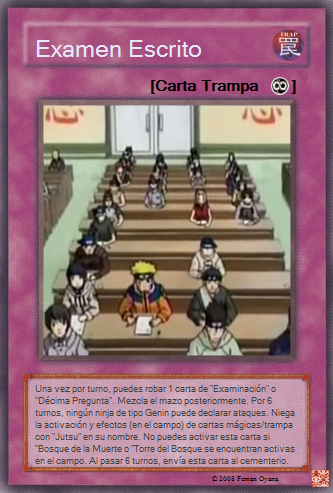 Examen Escrito
TRAP
罠
[Carta Trampa ]
Una vez por turno, puedes robar 1 carta de "Examinación" o
"Décima Pregunta". Mezcla el mazo posteriormente. Por 6
turnos, ningún ninja de tipo Genin puede declarar ataques. Niega
la activación y efectos (en el campo) de cartas mágicas/trampa
con "Jutsu" en su nombre. No puedes activar esta carta si
"Bosque de la Muerte o "Torre del Bosque se encuentran activas
en el campo. Al pasar 6 turnos, envía esta carta al cementerio.